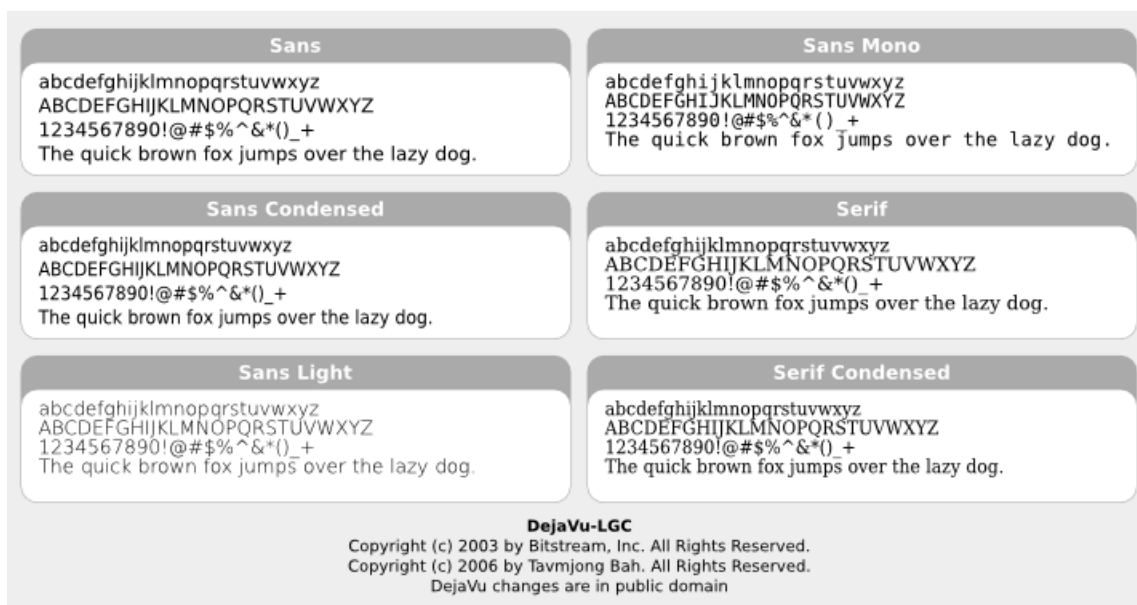 Sans
abcdefghijklmnopqrstuvwxyz
ABCDEFGHIJKLMNOPQRSTUVWXYZ
1234567890!@#$%^&*()_+
The quick brown fox jumps over the lazy dog.
Sans Mono
abcdefghijklmnopqrstuvwxyz
ABCDEFGHIJKLMNOPQRSTUVWXYZ
1234567890!@#$%^&*()_+
The quick brown fox jumps over the lazy dog.
Sans Condensed
abcdefghijklmnopqrstuvwxyz
ABCDEFGHIJKLMNOPQRSTUVWXYZ
1234567890!@#$%^&*()_+
The quick brown fox jumps over the lazy dog.
Serif
abcdefghijklmnopqrstuvwxyz
ABCDEFGHIJKLMNOPQRSTUVWXYZ
1234567890!@#$%^&*()_+
The quick brown fox jumps over the lazy dog.
Sans Light
abcdefghijklmnopqrstuvwxyz
ABCDEFGHIJKLMNOPQRSTUVWXYZ
1234567890!@#$%^&*()_+
The quick brown fox jumps over the lazy dog.
Serif Condensed
abcdefghijklmnopqrstuvwxyz
ABCDEFGHIJKLMNOPQRSTUVWXYZ
1234567890!@#$%^&*()_+
The quick brown fox jumps over the lazy dog.
DejaVu-LGC
Copyright (c) 2003 by Bitstream, Inc. All Rights Reserved.
Copyright (c) 2006 by Tavmjong Bah. All Rights Reserved.
DejaVu changes are in public domain